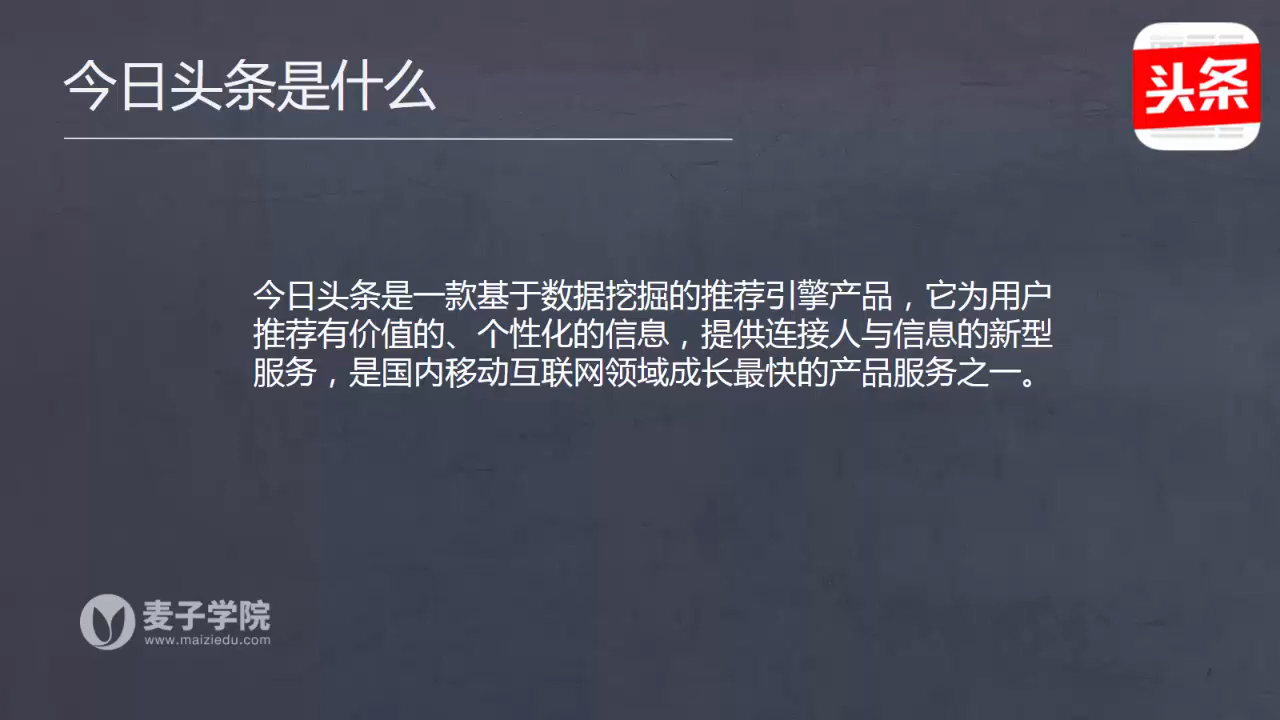 今日头条是什么
头条
今日头条是一款基于数据挖掘的推荐引擎产品，它为用户
推荐有价值的、个性化的信息，提供连接人与信息的新型
服务，是国内移动互联网领域成长最快的产品服务之一。
麦子学院
www.maiziedu.com